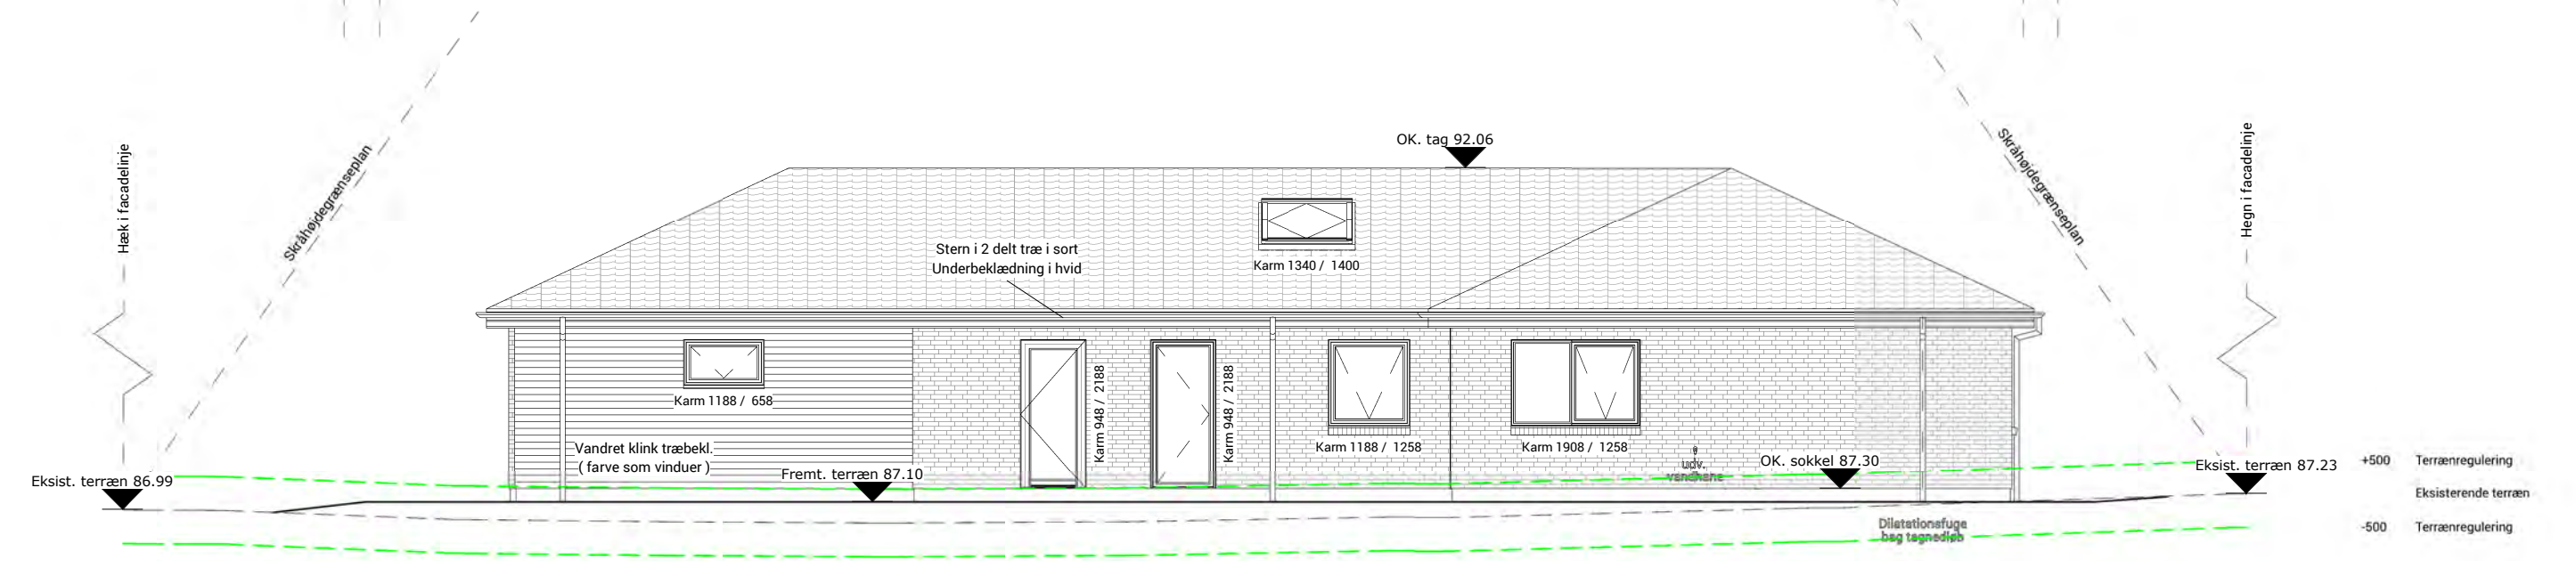 OK. tag 92.06
Hæk i facadelinje
Skråhøjdegrænseplan
Skråhøjdegrænseplan
Hegn i facadelinje
Stern i 2 delt træ i sort
Underbeklædning i hvid
Karm 1340 / 1400
Karm 1188 / 658
Karm 948 / 2188
Karm 948 / 2188
Karm 1188 / 1258
Karm 1908 / 1258
Vandret klink træbekl.
( farve som vinduer )
udv.
vandhane
OK. sokkel 87.30
Eksist. terræn 86.99
Fremt. terræn 87.10
Eksist. terræn 87.23
+500 Terrænregulering
Eksisterende terræn
-500 Terrænregulering
Dilatationsfuge
bag tagnedløb